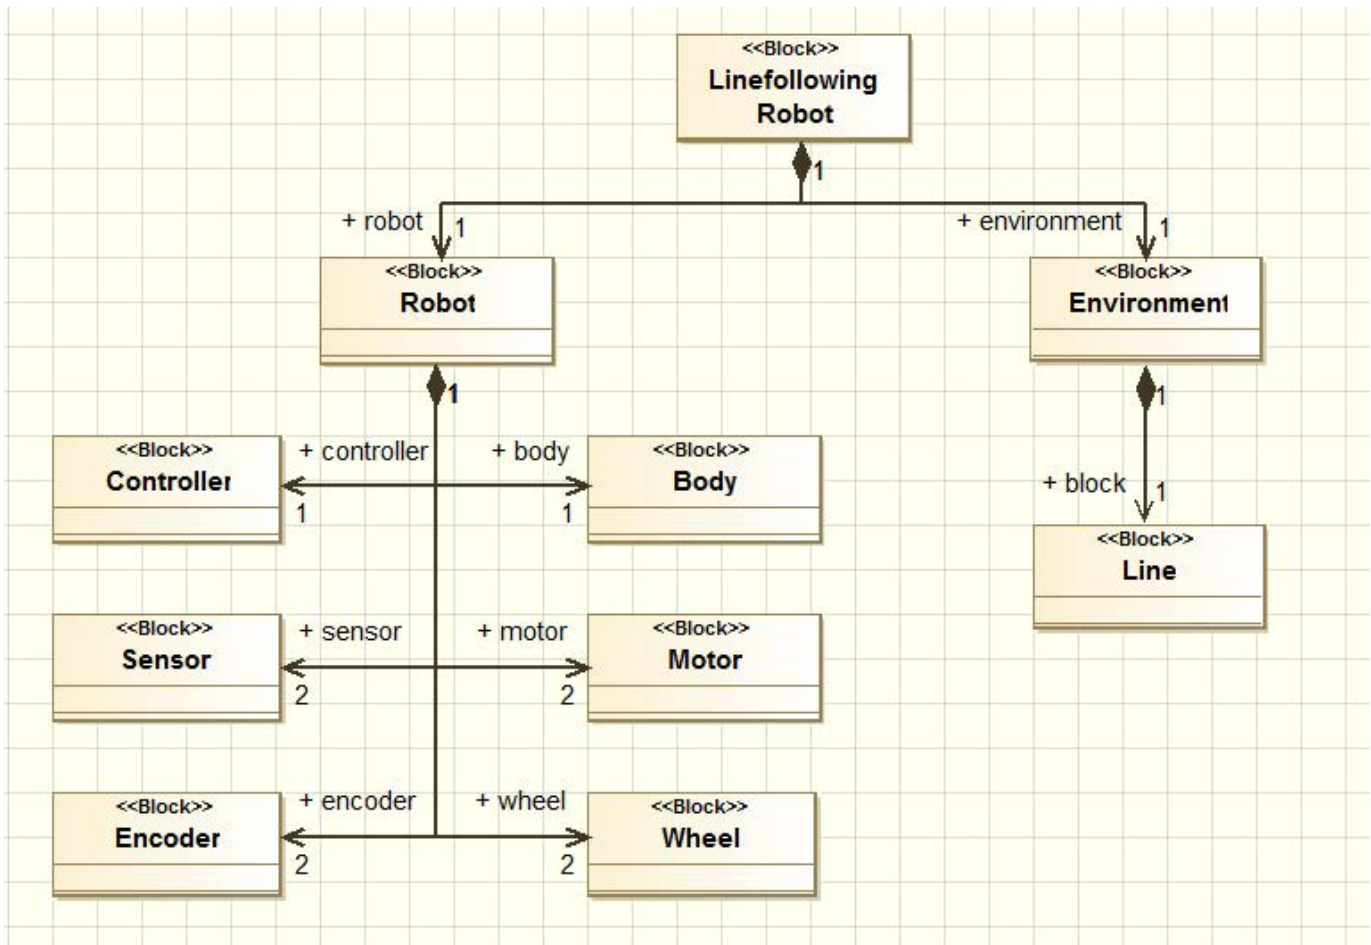 <<Block>>
Linefollowing
Robot
1
+ robot
1
+ environment
1
<<Block>>
Robot
<<Block>>
Environment
1
1
<<Block>>
Controller
+ controller
1
+ body
1
<<Block>>
Body
+ block
1
<<Block>>
Line
<<Block>>
Sensor
+ sensor
2
+ motor
2
<<Block>>
Motor
<<Block>>
Encoder
+ encoder
2
+ wheel
2
<<Block>>
Wheel